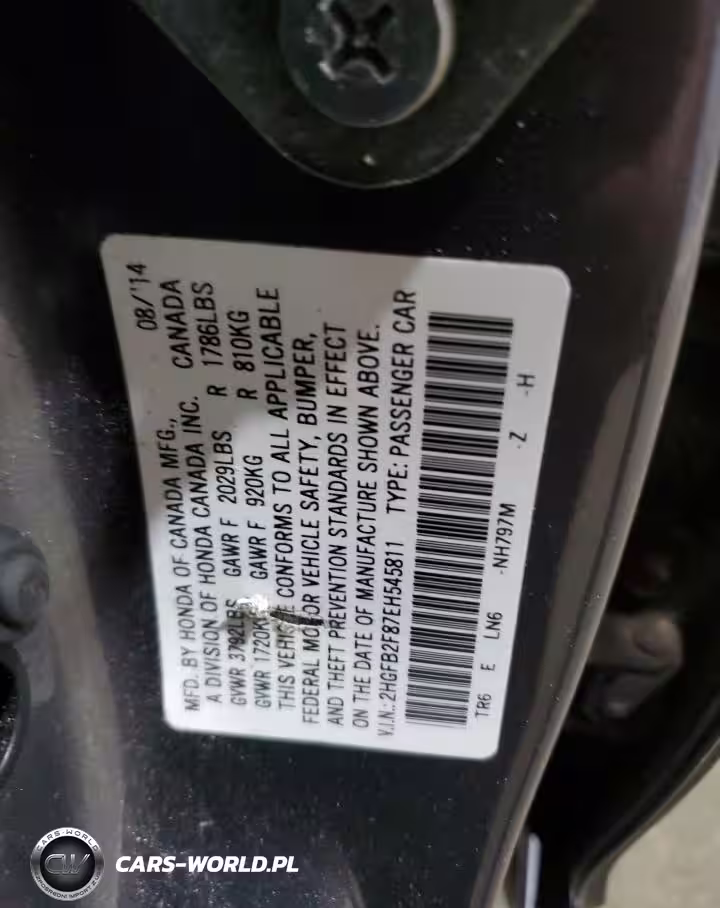 08/'14
MFD. BY HONDA OF CANADA MFG., CANADA
A DIVISION OF HONDA CANADA INC.
GVWR 3792LBS GAWR F 2029LBS R 1786LBS
GVWR 1720KG GAWR F 920KG R 810KG
THIS VEHICLE CONFORMS TO ALL APPLICABLE
FEDERAL MOTOR VEHICLE SAFETY, BUMPER,
AND THEFT PREVENTION STANDARDS IN EFFECT
ON THE DATE OF MANUFACTURE SHOWN ABOVE.
V.I.N.: 2HGFB2F87EH545811 TYPE: PASSENGER CAR
TR6 E LN6 -NH797M -Z -H
CARS-WORLD
CW
CARS-WORLD.PL